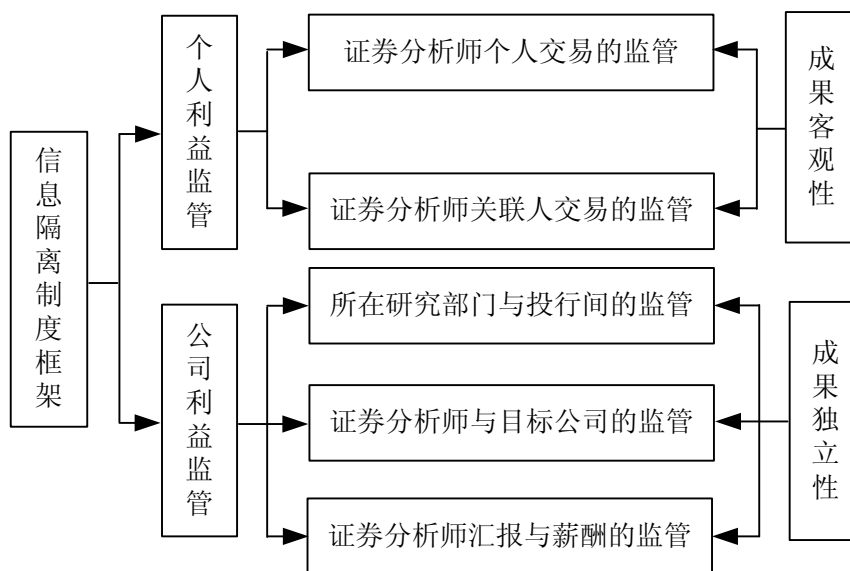 信息隔离制度框架
个人利益监管
公司利益监管
证券分析师个人交易的监管
证券分析师关联人交易的监管
所在研究部门与投行间的监管
证券分析师与目标公司的监管
证券分析师汇报与薪酬的监管
成果客观性
成果独立性